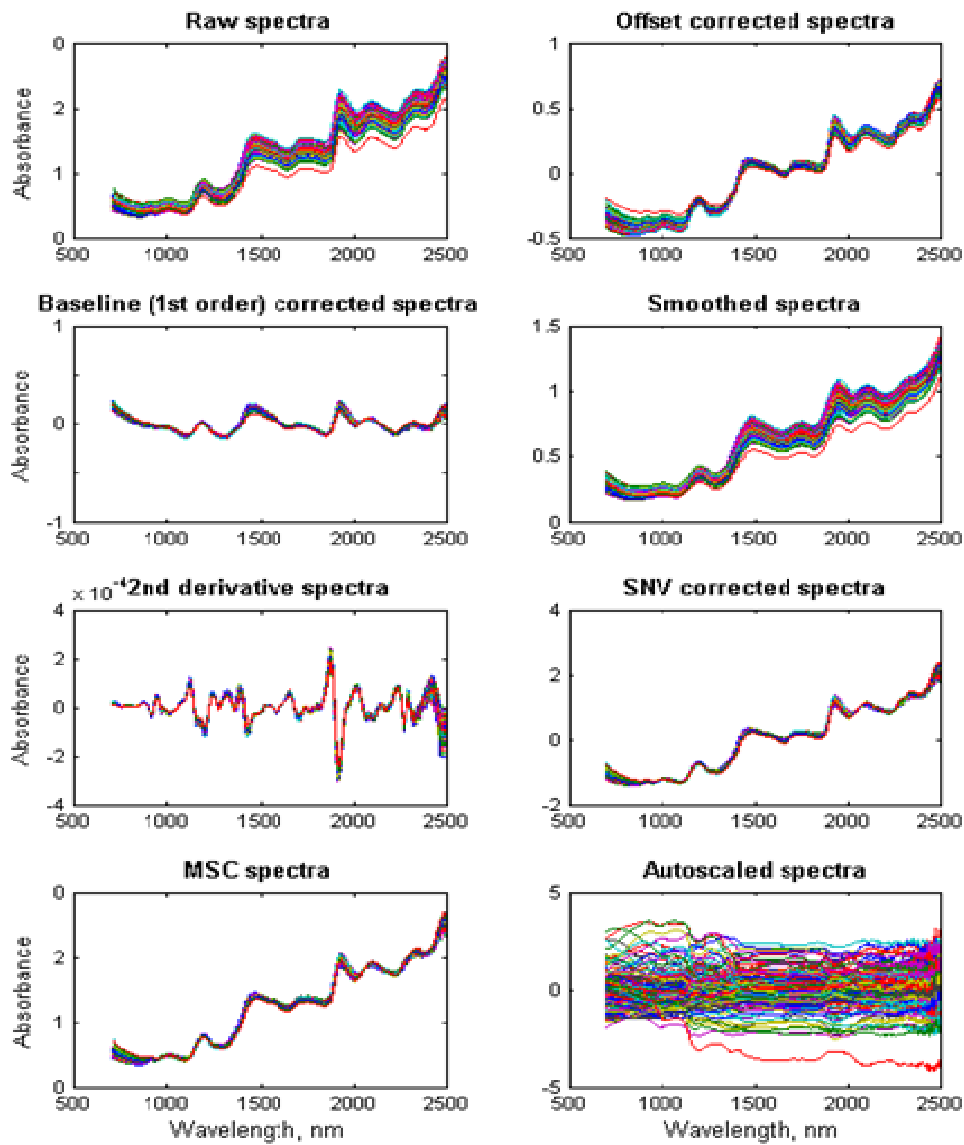 Raw spectra
Absorbance
0
2
1
0
500 1000 1500 2000 2500
Offset corrected spectra
1
0.5
0
-0.5
500 1000 1500 2000 2500
Baseline (1st order) corrected spectra
Absorbance
1
0
-1
500 1000 1500 2000 2500
Smoothed spectra
1.5
1
0.5
0
500 1000 1500 2000 2500
× 10⁻⁴2nd derivative spectra
Absorbance
4
2
0
-2
-4
500 1000 1500 2000 2500
SNV corrected spectra
4
2
0
-2
500 1000 1500 2000 2500
MSC spectra
Absorbance
0
2
1
0
500 1000 1500 2000 2500
Wavelength, nm
Autoscaled spectra
5
0
-5
500 1000 1500 2000 2500
Wavelength, nm